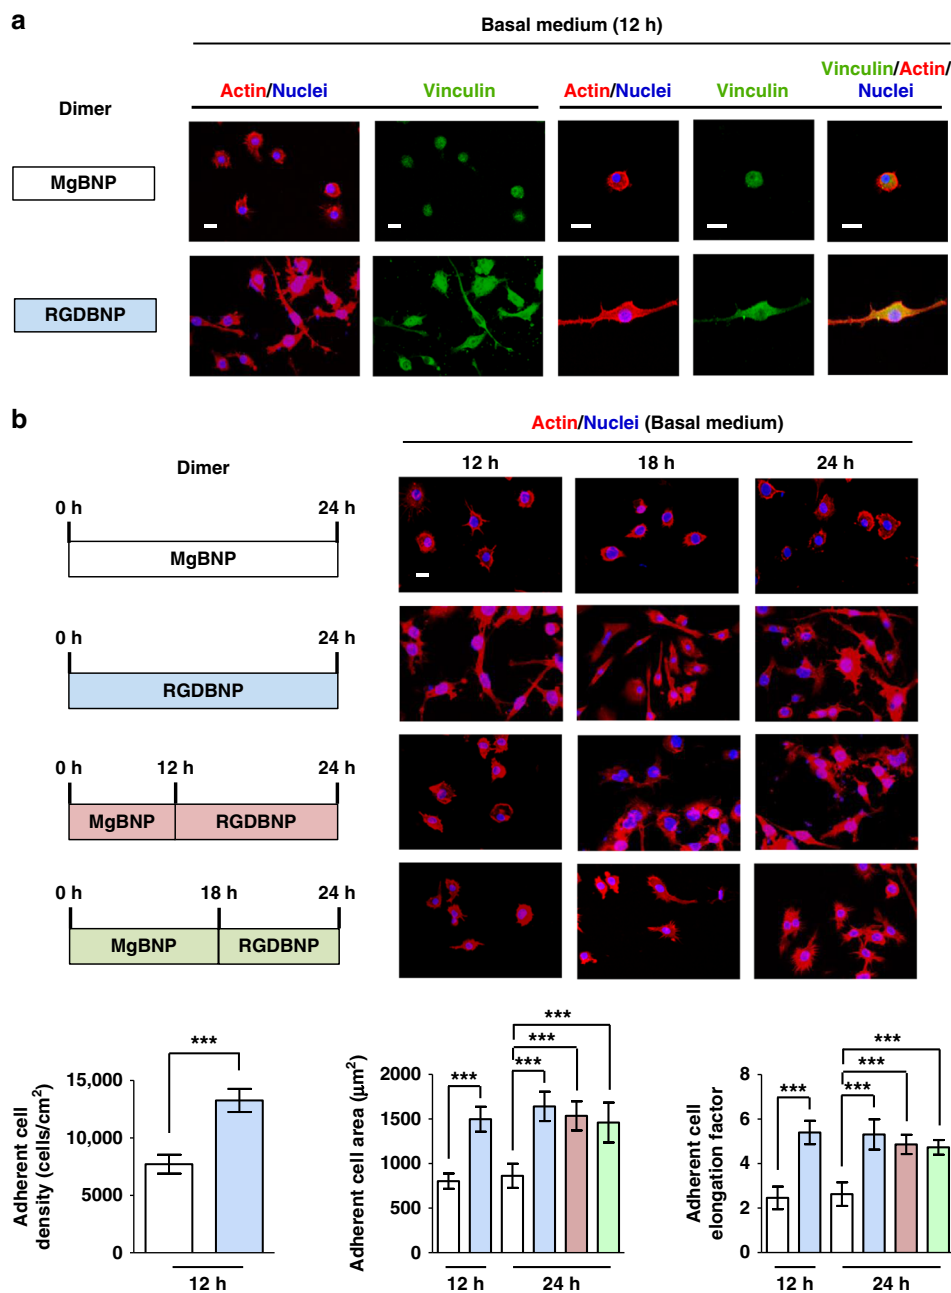 a
Basal medium (12 h)
Dimer
Actin/Nuclei
Vinculin
Actin/Nuclei
Vinculin
Vinculin/Actin/
Nuclei
MgBNP
RGDBNP
b
Actin/Nuclei (Basal medium)
Dimer
12 h
18 h
24 h
0 h
24 h
MgBNP
0 h
24 h
RGDBNP
0 h
12 h
24 h
MgBNP
RGDBNP
0 h
18 h
24 h
MgBNP
RGDBNP
Adherent cell
density (cells/cm²)
15,000
10,000
5000
0
***
12 h
Adherent cell area (μm²)
2000
1500
1000
500
0
***
***
***
***
12 h
24 h
Adherent cell
elongation factor
8
6
4
2
0
***
***
***
***
12 h
24 h